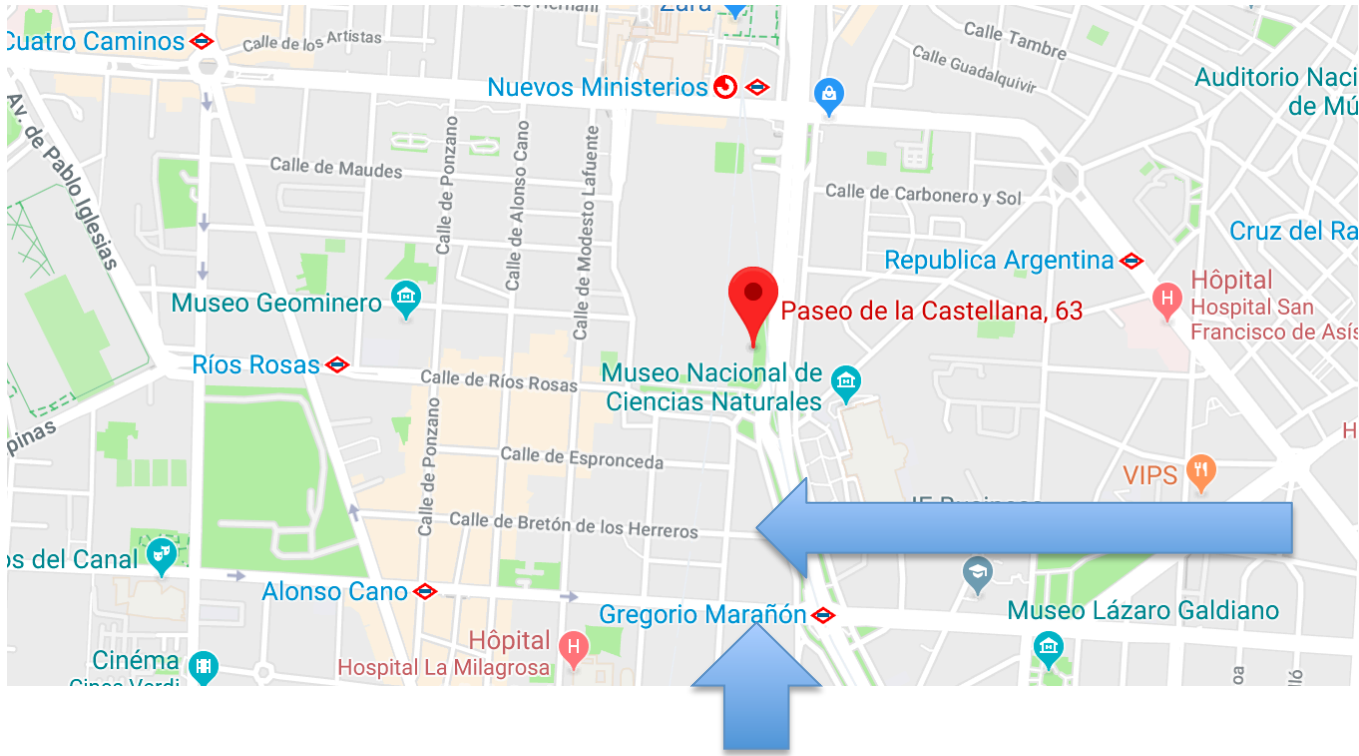 Zara
Cuatro Caminos
Calle de los Artistas
Calle Tambre
Calle Guadalquivir
Auditorio Naci
de Mú
Nuevos Ministerios
Av. de Pablo Iglesias
Calle de Maudes
Calle de Ponzano
Calle de Alonso Cano
Calle de Modesto Lafuente
Calle de Carbonero y Sol
Cruz del Ra
Republica Argentina
Hôpital
Hospital San
Francisco de Asís
Museo Geominero
Paseo de la Castellana, 63
Ríos Rosas
Calle de Ríos Rosas
Museo Nacional de
Ciencias Naturales
pinas
H
Calle de Ponzano
Calle de Espronceda
VIPS
Calle de Bretón de los Herreros
os del Canal
Alonso Cano
Gregorio Marañón
Museo Lázaro Galdiano
Hôpital
Hospital La Milagrosa
Cinéma